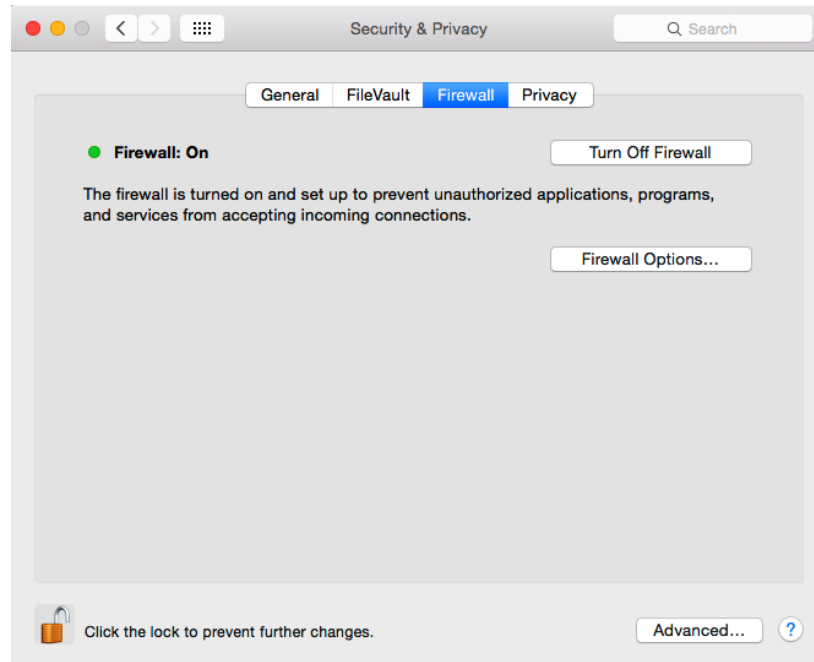 Security & Privacy
Search
General FileVault Firewall Privacy
Firewall: On
Turn Off Firewall
The firewall is turned on and set up to prevent unauthorized applications, programs,
and services from accepting incoming connections.
Firewall Options...
Click the lock to prevent further changes.
Advanced...
?